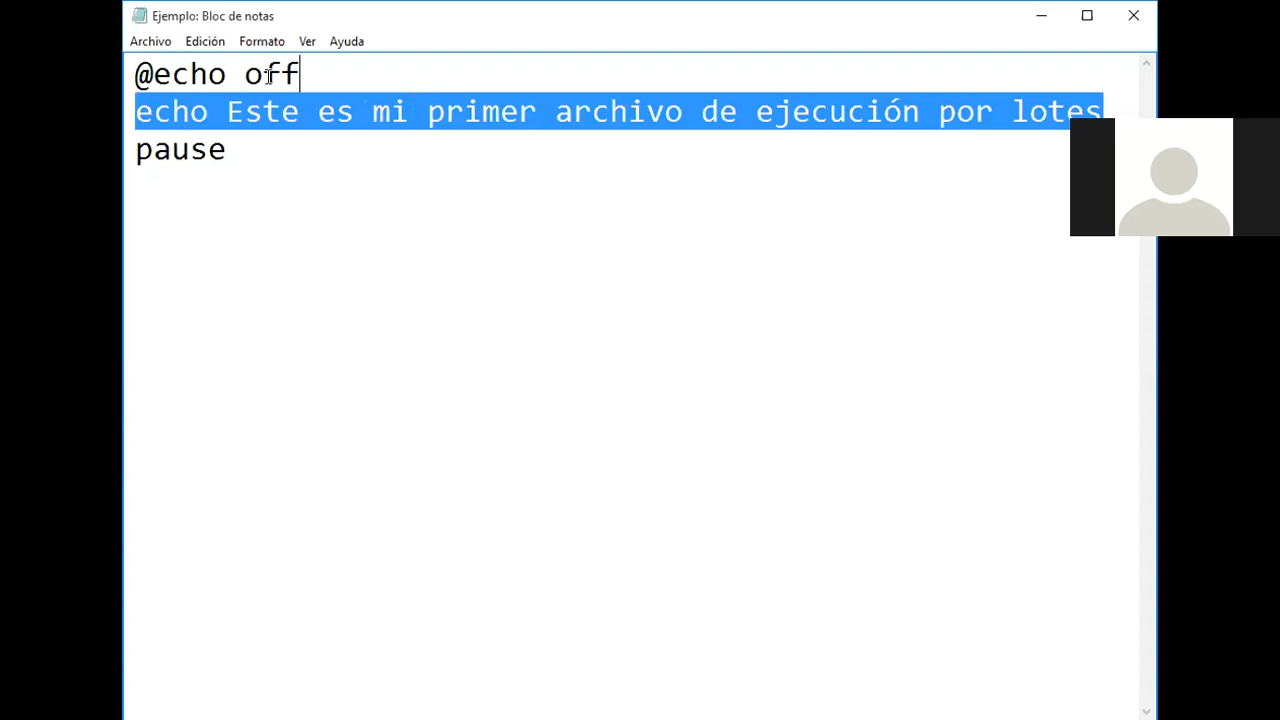 Ejemplo: Bloc de notas
Archivo Edición Formato Ver Ayuda
@echo off
echo Este es mi primer archivo de ejecución por lotes
pause